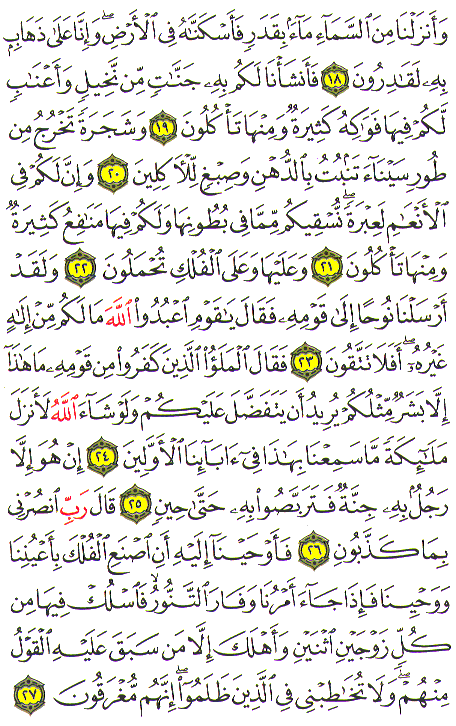 وَأَنزَلْنَا مِنَ ٱلسَّمَآءِ مَآءًۢ بِقَدَرٍ فَأَسْكَنَّٰهُ فِى ٱلْأَرْضِۖ وَإِنَّا عَلَىٰ ذَهَابٍۭ
بِهِۦ لَقَٰدِرُونَ ١٨ فَأَنشَأْنَا لَكُم بِهِۦ جَنَّٰتٍ مِّن نَّخِيلٍ وَأَعْنَٰبٍ
لَّكُمْ فِيهَا فَوَٰكِهُ كَثِيرَةٌ وَمِنْهَا تَأْكُلُونَ ١٩ وَشَجَرَةً تَخْرُجُ مِن
طُورِ سَيْنَآءَ تَنۢبُتُ بِٱلدُّهْنِ وَصِبْغٍ لِّلْءَاكِلِينَ ٢٠ وَإِنَّ لَكُمْ فِى
ٱلْأَنْعَٰمِ لَعِبْرَةًۖ نُّسْقِيكُم مِّمَّا فِى بُطُونِهَا وَلَكُمْ فِيهَا مَنَٰفِعُ كَثِيرَةٌ
وَمِنْهَا تَأْكُلُونَ ٢١ وَعَلَيْهَا وَعَلَى ٱلْفُلْكِ تُحْمَلُونَ ٢٢ وَلَقَدْ
أَرْسَلْنَا نُوحًا إِلَىٰ قَوْمِهِۦ فَقَالَ يَٰقَوْمِ ٱعْبُدُوا۟ ٱللَّهَ مَا لَكُم مِّنْ إِلَٰهٍ
غَيْرُهُۥٓۖ أَفَلَا تَتَّقُونَ ٢٣ فَقَالَ ٱلْمَلَؤُا۟ ٱلَّذِينَ كَفَرُوا۟ مِن قَوْمِهِۦ مَا هَٰذَآ
إِلَّا بَشَرٌ مِّثْلُكُمْ يُرِيدُ أَن يَتَفَضَّلَ عَلَيْكُمْ وَلَوْ شَآءَ ٱللَّهُ لَأَنزَلَ
مَلَٰٓئِكَةً مَّا سَمِعْنَا بِهَٰذَا فِىٓ ءَابَآئِنَا ٱلْأَوَّلِينَ ٢٤ إِنْ هُوَ إِلَّا
رَجُلٌۢ بِهِۦ جِنَّةٌ فَتَرَبَّصُوا۟ بِهِۦ حَتَّىٰ حِينٍ ٢٥ قَالَ رَبِّ ٱنصُرْنِى
بِمَا كَذَّبُونِ ٢٦ فَأَوْحَيْنَآ إِلَيْهِ أَنِ ٱصْنَعِ ٱلْفُلْكَ بِأَعْيُنِنَا
وَوَحْيِنَا فَإِذَا جَآءَ أَمْرُنَا وَفَارَ ٱلتَّنُّورُۙ فَٱسْلُكْ فِيهَا مِن
كُلٍّ زَوْجَيْنِ ٱثْنَيْنِ وَأَهْلَكَ إِلَّا مَن سَبَقَ عَلَيْهِ ٱلْقَوْلُ
مِنْهُمْۖ وَلَا تُخَٰطِبْنِى فِى ٱلَّذِينَ ظَلَمُوٓا۟ۖ إِنَّهُم مُّغْرَقُونَ ٢٧